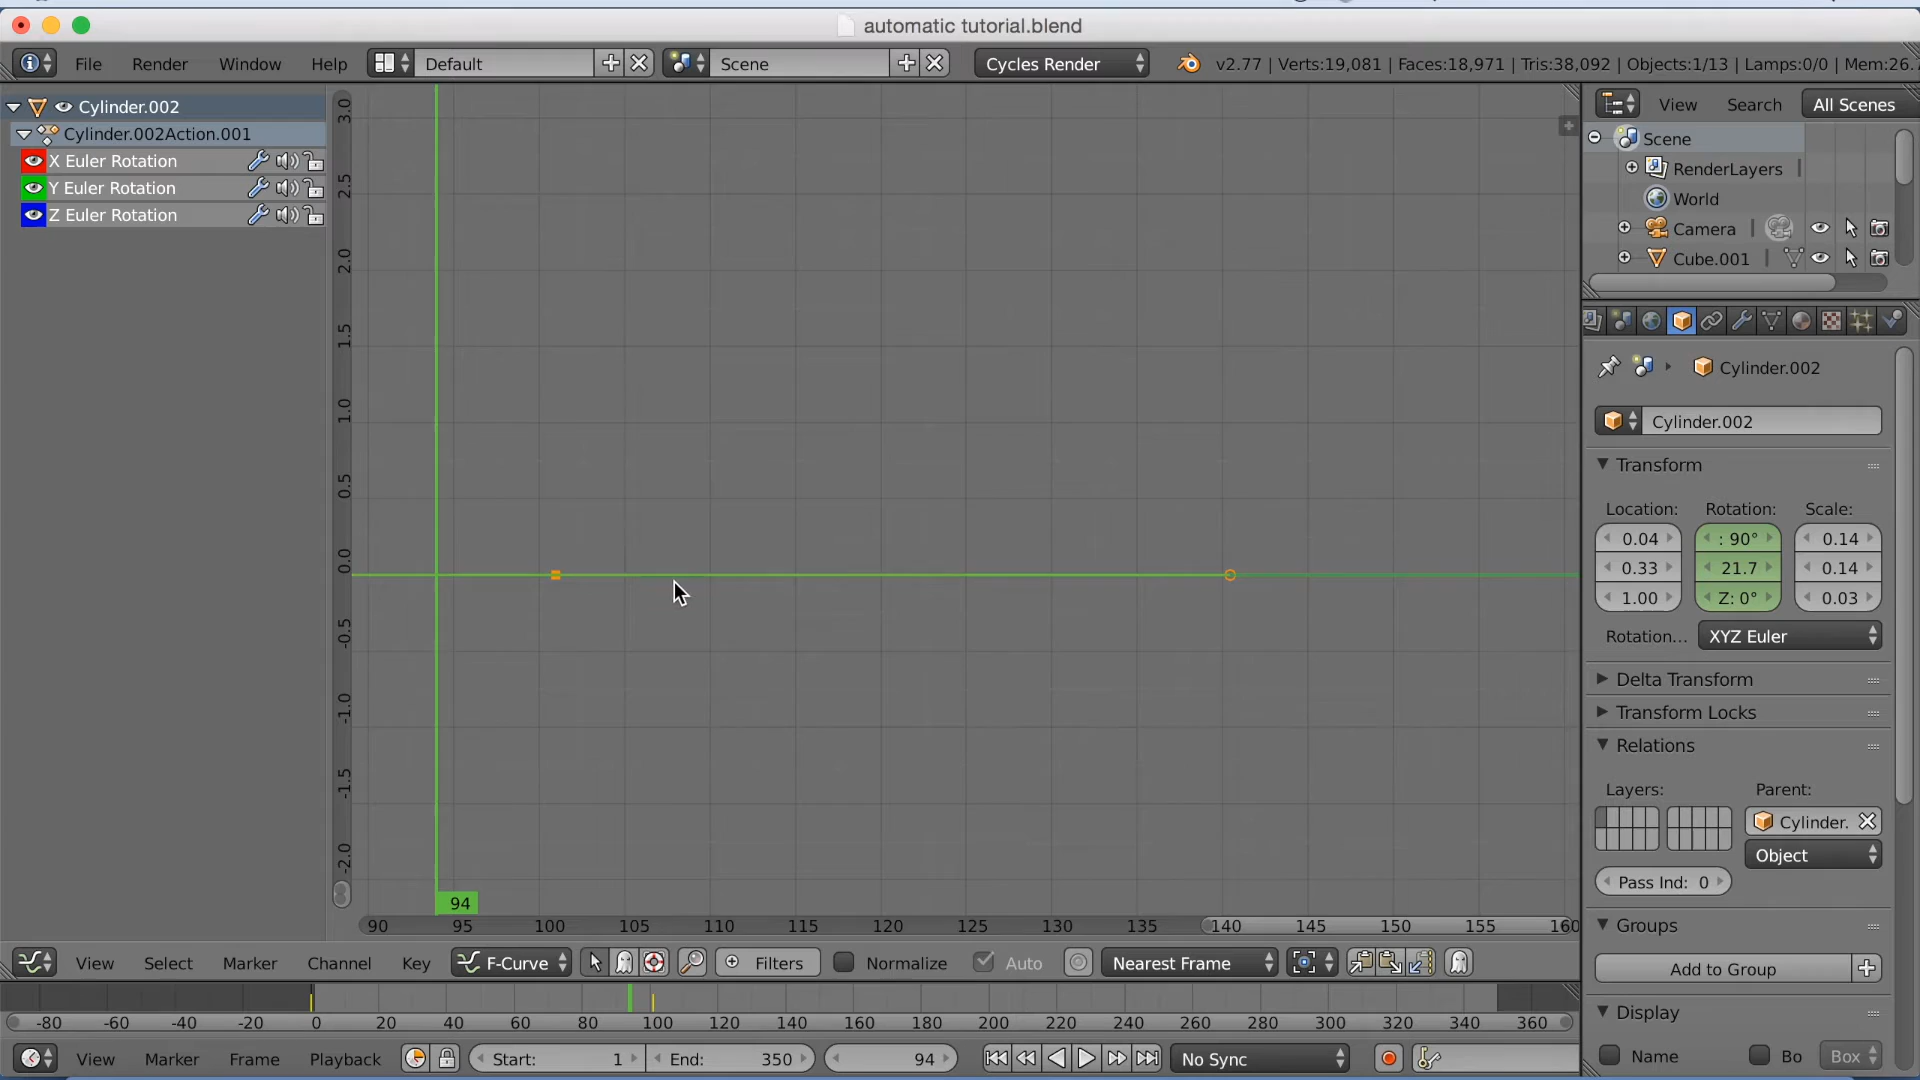 automatic tutorial.blend
File Render Window Help Default Scene Cycles Render v2.77 | Verts:19,081 | Faces:18,971 | Tris:38,092 | Objects:1/13 | Lamps:0/0 | Mem:26.
Cylinder.002
Cylinder.002Action.001
X Euler Rotation
Y Euler Rotation
Z Euler Rotation
3.0
2.5
2.0
1.5
1.0
0.5
0.0
-0.5
-1.0
-1.5
-2.0
94
90 95 100 105 110 115 120 125 130 135 140 145 150 155 160
View Select Marker Channel Key F-Curve Filters Normalize Auto Nearest Frame
-80 -60 -40 -20 0 20 40 60 80 100 120 140 160 180 200 220 240 260 280 300 320 340 360
View Marker Frame Playback Start: 1 End: 350 94 No Sync
View Search All Scenes
Scene
RenderLayers
World
Camera
Cube.001
Cylinder.002
Cylinder.002
Transform
Location: Rotation: Scale:
0.04 : 90° 0.14
0.33 21.7 0.14
1.00 Z: 0° 0.03
Rotation... XYZ Euler
Delta Transform
Transform Locks
Relations
Layers: Parent:
Cylinder.
Object
Pass Ind: 0
Groups
Add to Group
Display
Name Bo Box